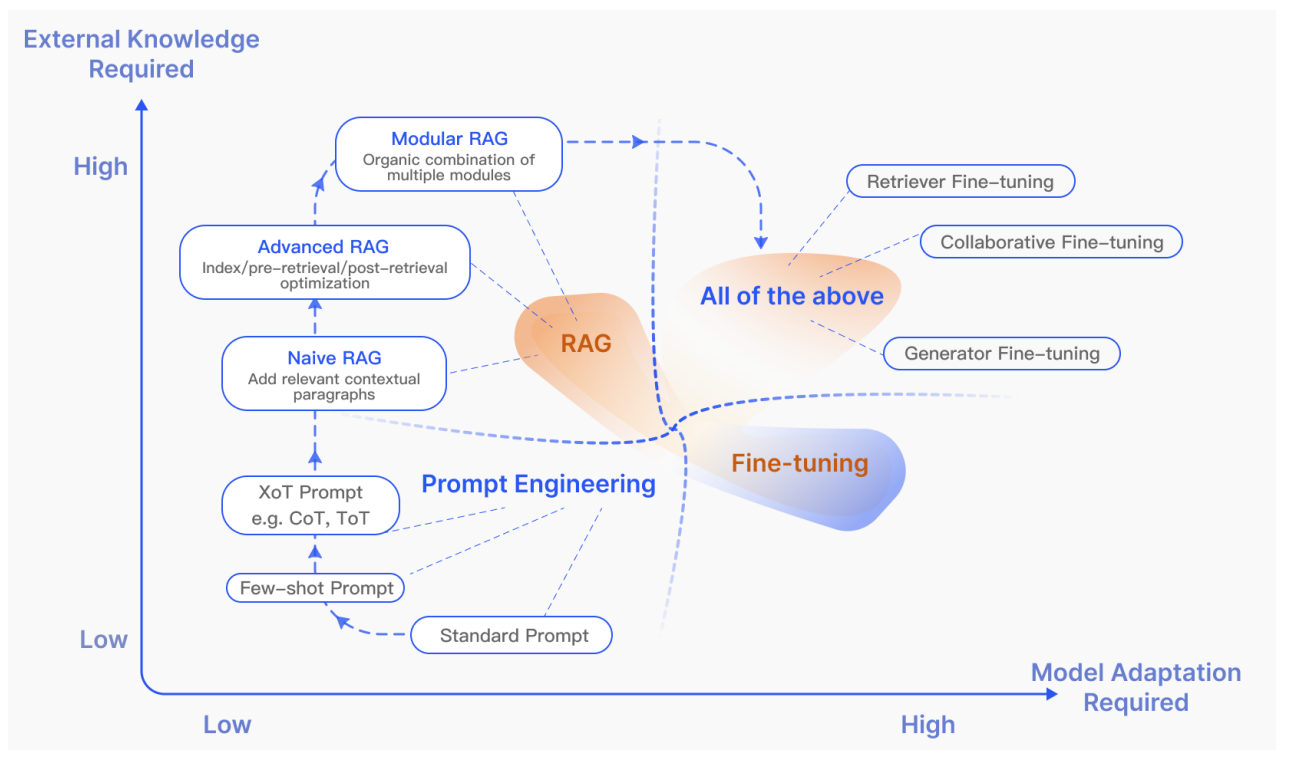 External Knowledge
Required
High
Modular RAG
Organic combination of
multiple modules
Retriever Fine-tuning
Collaborative Fine-tuning
Advanced RAG
Index/pre-retrieval/post-retrieval
optimization
All of the above
RAG
Generator Fine-tuning
Naive RAG
Add relevant contextual
paragraphs
Fine-tuning
Prompt Engineering
XoT Prompt
e.g. CoT, ToT
Few-shot Prompt
Standard Prompt
Low
Model Adaptation
Required
Low
High